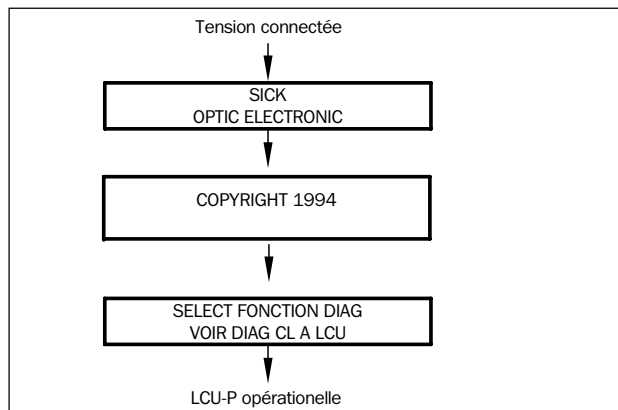 Tension connectée
SICK
OPTIC ELECTRONIC
COPYRIGHT 1994
SELECT FONCTION DIAG
VOIR DIAG CL A LCU
LCU-P opérationelle